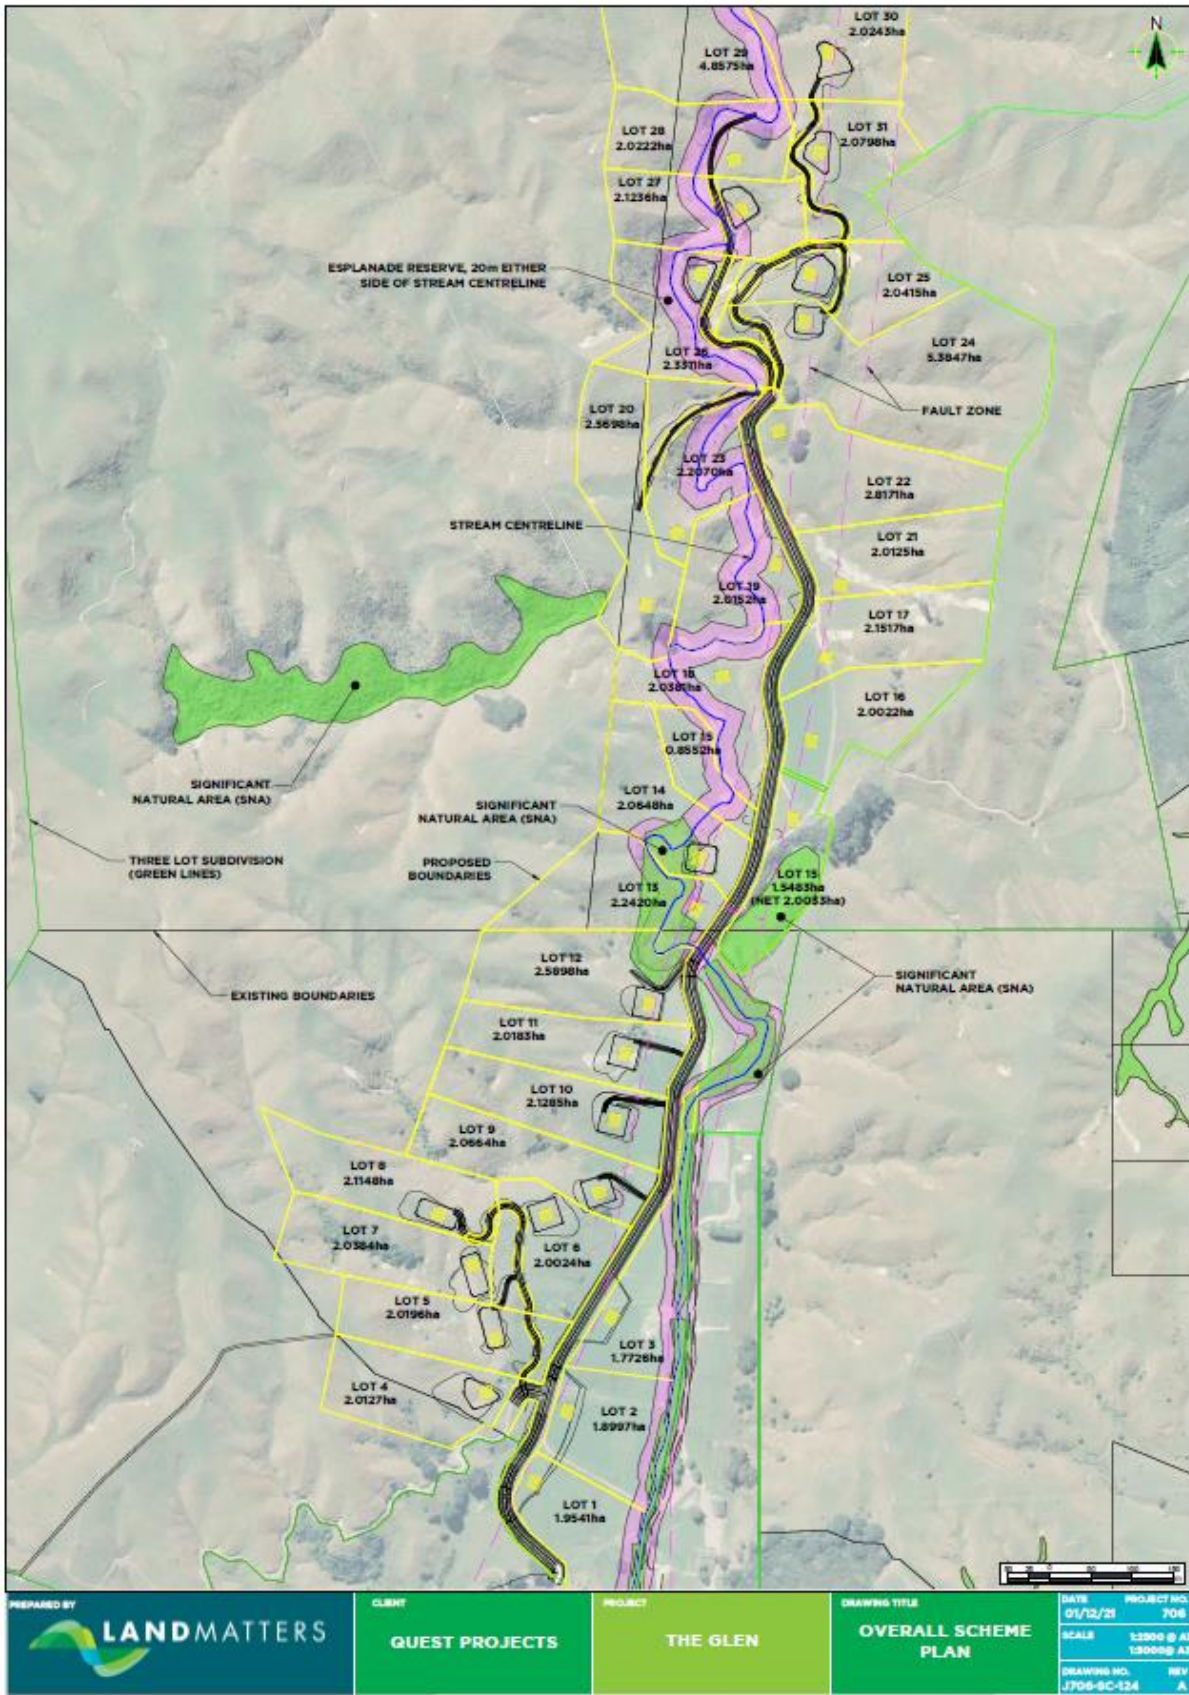 LOT 30
2.0243ha
N
LOT 29
4.8575ha
LOT 28
2.0222ha
LOT 31
2.0798ha
LOT 27
2.1236ha
ESPLANADE RESERVE, 20m EITHER
SIDE OF STREAM CENTRELINE
LOT 25
2.0415ha
LOT 26
2.3311ha
LOT 24
5.3847ha
LOT 20
2.5698ha
FAULT ZONE
LOT 23
2.2070ha
LOT 22
2.8171ha
STREAM CENTRELINE
LOT 21
2.0125ha
LOT 19
2.0152ha
LOT 17
2.1517ha
LOT 18
2.0381ha
LOT 16
2.0022ha
LOT 15
0.8552ha
SIGNIFICANT
NATURAL AREA (SNA)
LOT 14
2.0648ha
SIGNIFICANT
NATURAL AREA (SNA)
THREE LOT SUBDIVISION
(GREEN LINES)
PROPOSED
BOUNDARIES
LOT 13
2.2420ha
LOT 15
1.5483ha
(NET 2.0033ha)
LOT 12
2.5898ha
SIGNIFICANT
NATURAL AREA (SNA)
EXISTING BOUNDARIES
LOT 11
2.0183ha
LOT 10
2.1285ha
LOT 9
2.0664ha
LOT 8
2.1148ha
LOT 7
2.0384ha
LOT 6
2.0024ha
LOT 5
2.0196ha
LOT 3
1.7726ha
LOT 4
2.0127ha
LOT 2
1.8997ha
LOT 1
1.9541ha
PREPARED BY
LANDMATTERS
CLIENT
QUEST PROJECTS
PROJECT
THE GLEN
DRAWING TITLE
OVERALL SCHEME
PLAN
DATE
01/12/21
PROJECT NO.
706
SCALE
DRAWING NO.
J706-SC-124
REV
A